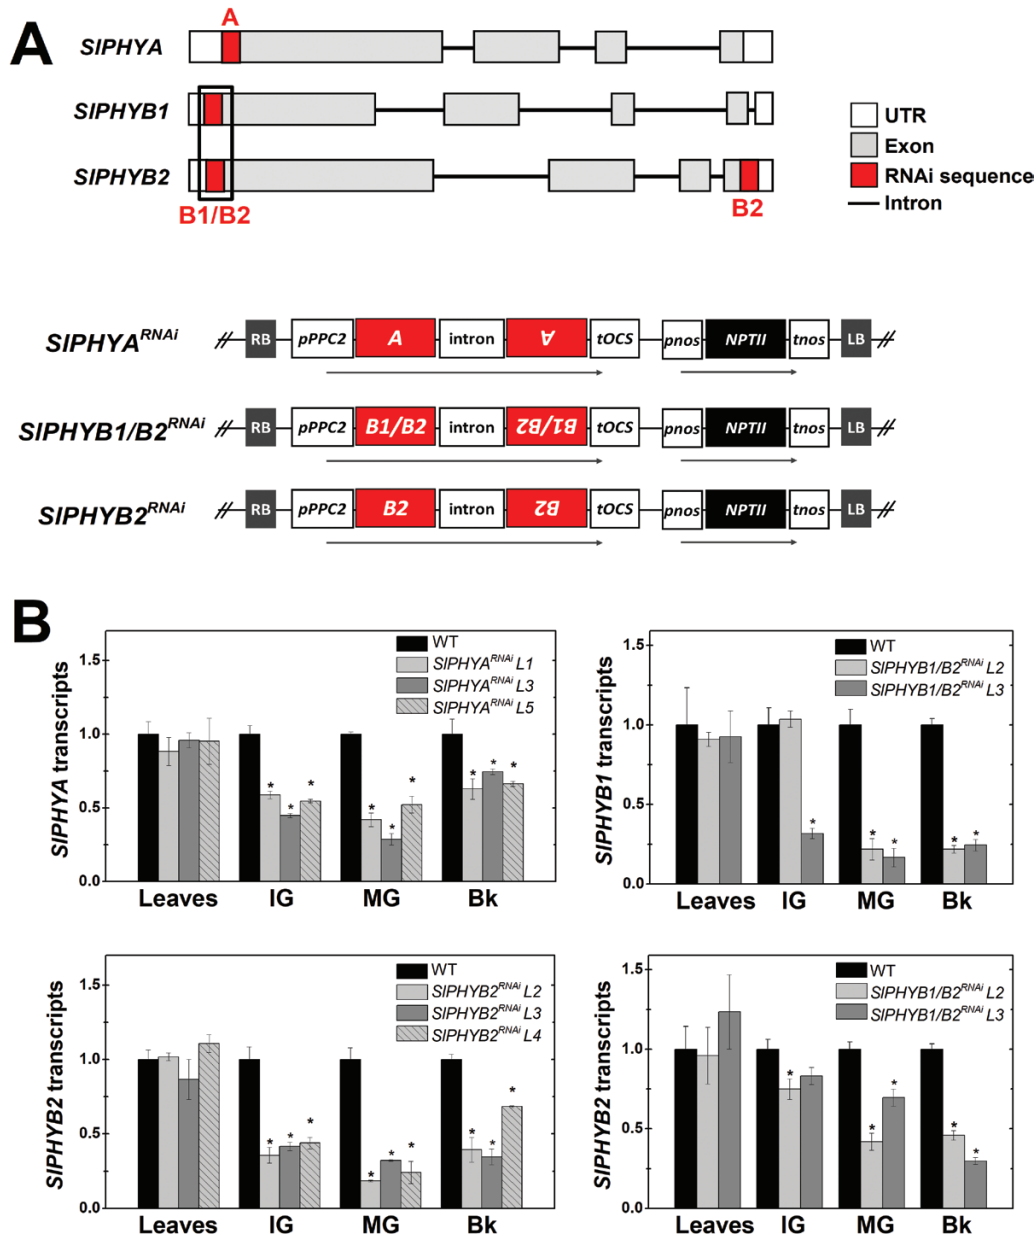 A
A
SlPHYA
SlPHYB1
SlPHYB2
B1/B2
B2
UTR
Exon
RNAi sequence
Intron
SlPHYA RNAi
RB pPPC2 A intron A tOCS pnos NPTII tnos LB
SlPHYB1/B2 RNAi
RB pPPC2 B1/B2 intron B1/B2 tOCS pnos NPTII tnos LB
SlPHYB2 RNAi
RB pPPC2 B2 intron B2 tOCS pnos NPTII tnos LB
B
SlPHYA transcripts
1.5
1.0
0.5
0.0
WT
SlPHYA RNAi L1
SlPHYA RNAi L3
SlPHYA RNAi L5
* * *
* * *
* * *
Leaves IG MG Bk
SlPHYB1 transcripts
1.5
1.0
0.5
0.0
WT
SlPHYB1/B2 RNAi L2
SlPHYB1/B2 RNAi L3
*
* *
* *
Leaves IG MG Bk
SlPHYB2 transcripts
1.5
1.0
0.5
0.0
WT
SlPHYB2 RNAi L2
SlPHYB2 RNAi L3
SlPHYB2 RNAi L4
* * *
* * *
* * *
Leaves IG MG Bk
SlPHYB2 transcripts
1.5
1.0
0.5
0.0
WT
SlPHYB1/B2 RNAi L2
SlPHYB1/B2 RNAi L3
*
* *
* *
Leaves IG MG Bk